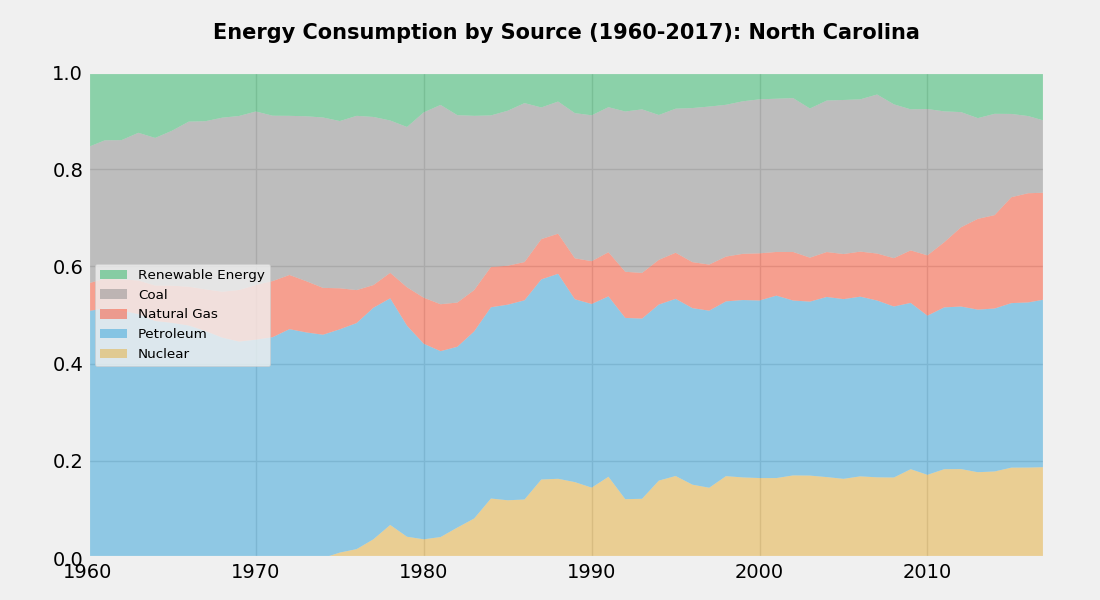 Energy Consumption by Source (1960-2017): North Carolina
1.0
0.8
0.6
0.4
0.2
0.0
Renewable Energy
Coal
Natural Gas
Petroleum
Nuclear
1960 1970 1980 1990 2000 2010